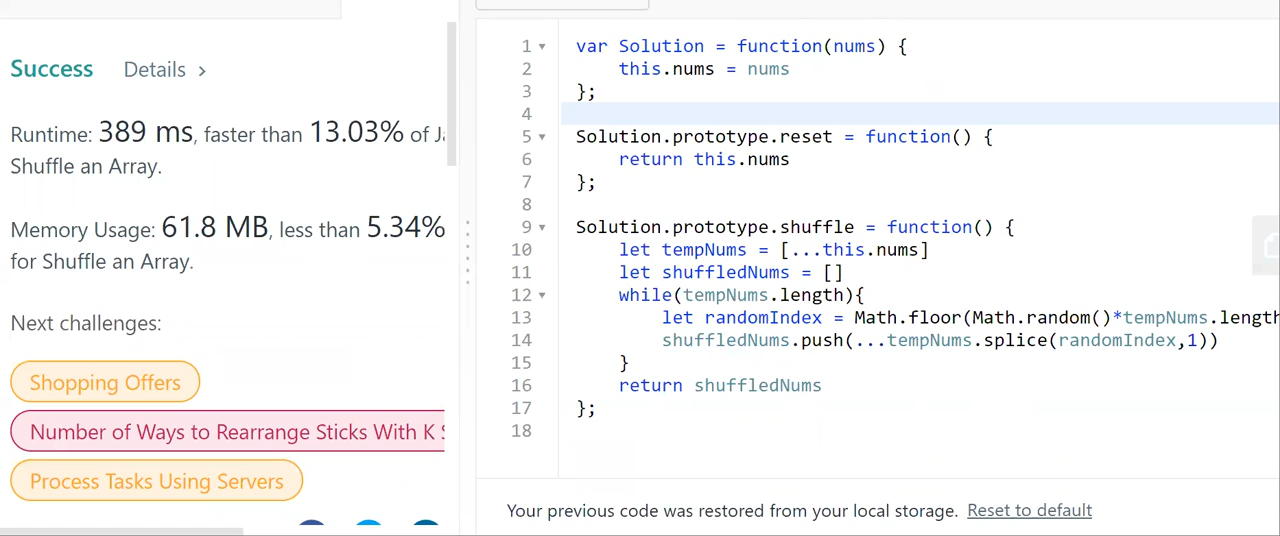 Success Details >
Runtime: 389 ms, faster than 13.03% of
Shuffle an Array.
Memory Usage: 61.8 MB, less than 5.34%
for Shuffle an Array.
Next challenges:
Shopping Offers
Number of Ways to Rearrange Sticks With K
Process Tasks Using Servers
1 var Solution = function(nums) {
2 this.nums = nums
3 };
4
5 Solution.prototype.reset = function() {
6 return this.nums
7 };
8
9 Solution.prototype.shuffle = function() {
10 let tempNums = [...this.nums]
11 let shuffledNums = []
12 while(tempNums.length){
13 let randomIndex = Math.floor(Math.random()*tempNums.length
14 shuffledNums.push(...tempNums.splice(randomIndex,1))
15 }
16 return shuffledNums
17 };
18
Your previous code was restored from your local storage. Reset to default